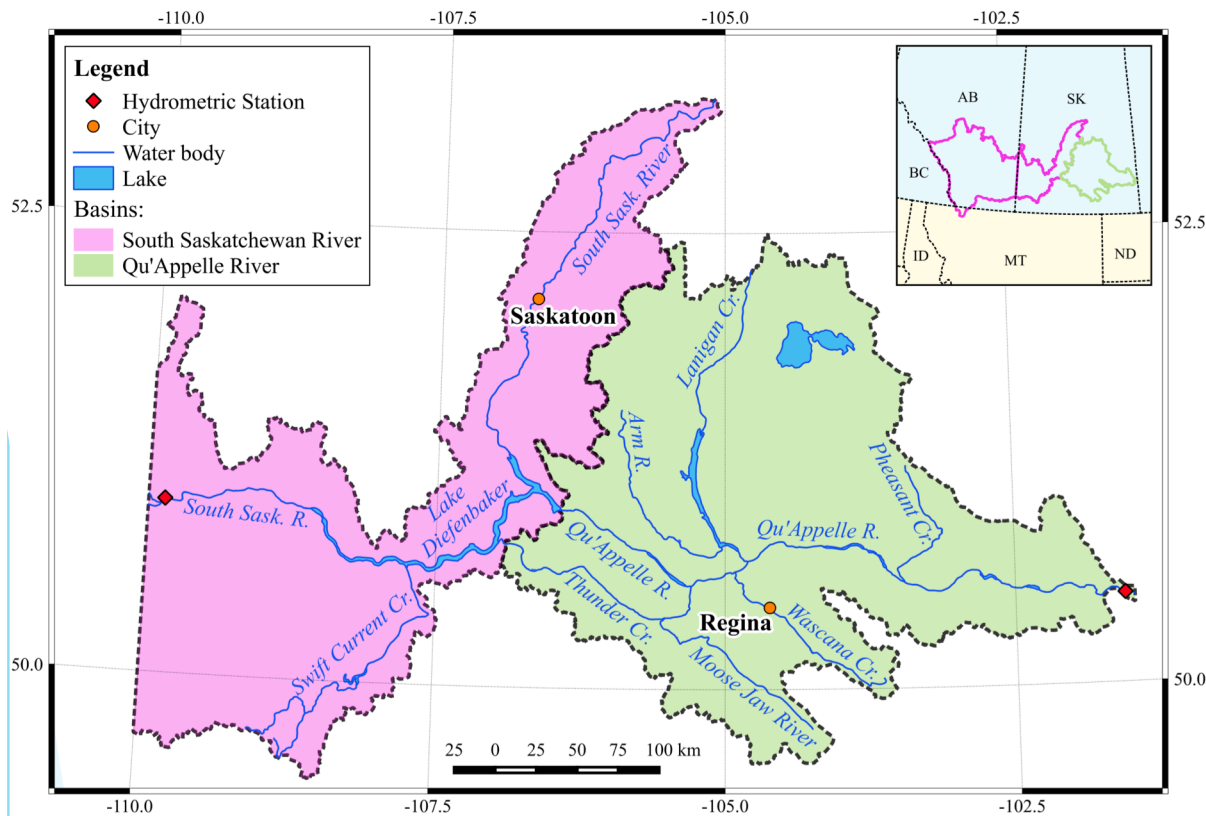 -110.0
-107.5
-105.0
-102.5
Legend
Hydrometric Station
City
Water body
Lake
Basins:
South Saskatchewan River
Qu'Appelle River
AB
SK
BC
ID
MT
ND
52.5
52.5
South Sask. River
Saskatoon
Lanigan Cr.
Arm R.
Pheasant Cr.
South Sask. R.
Lake
Diefenbaker
Qu'Appelle R.
Qu'Appelle R.
Thunder Cr.
Regina
Wascana Cr.
Swift Current Cr.
Moose Jaw River
50.0
50.0
25 0 25 50 75 100 km
-110.0
-107.5
-105.0
-102.5